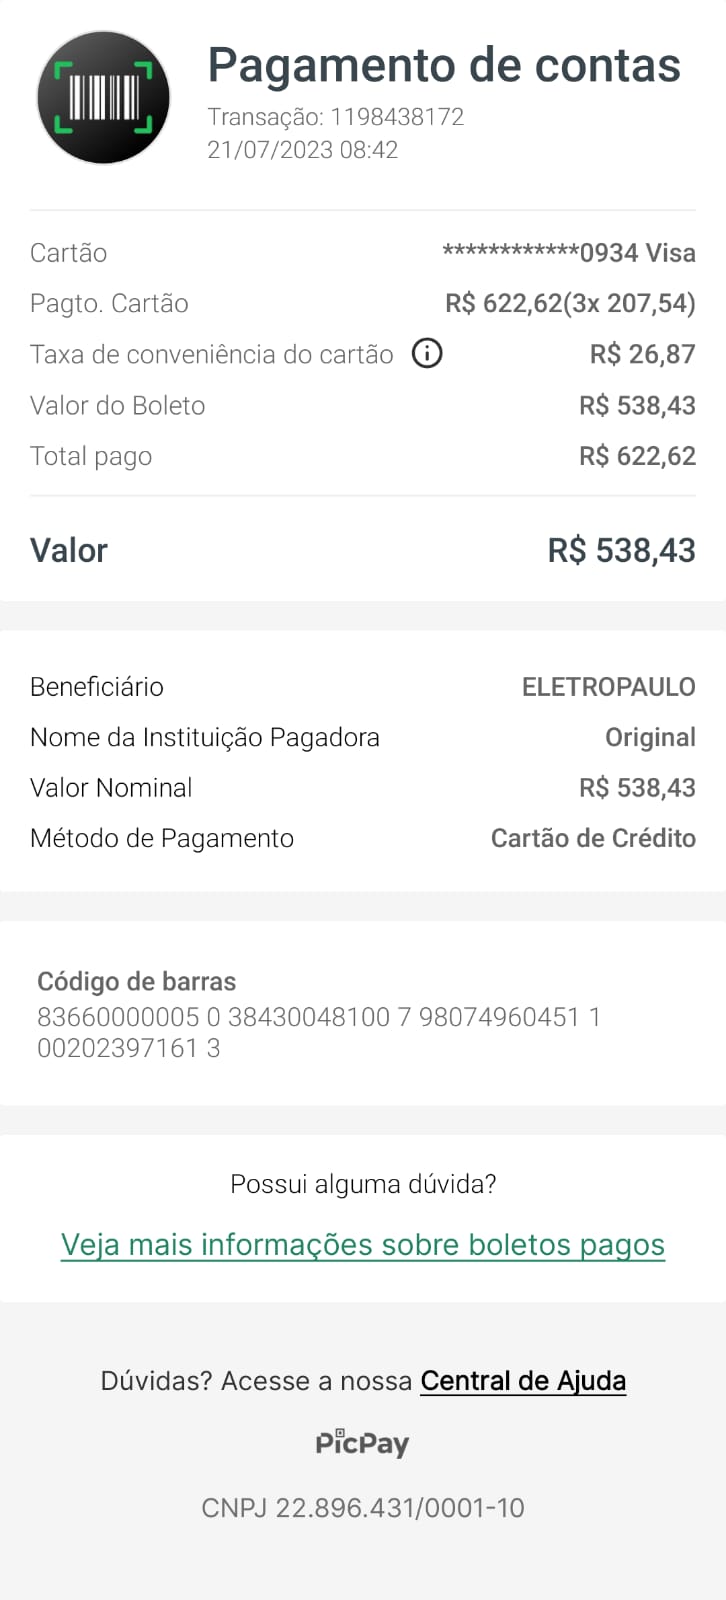 Pagamento de contas
Transação: 1198438172
21/07/2023 08:42
Cartão ************0934 Visa
Pagto. Cartão R$ 622,62(3x 207,54)
Taxa de conveniência do cartão R$ 26,87
Valor do Boleto R$ 538,43
Total pago R$ 622,62
Valor R$ 538,43
Beneficiário ELETROPAULO
Nome da Instituição Pagadora Original
Valor Nominal R$ 538,43
Método de Pagamento Cartão de Crédito
Código de barras
83660000005 0 38430048100 7 98074960451 1
00202397161 3
Possui alguma dúvida?
Veja mais informações sobre boletos pagos
Dúvidas? Acesse a nossa Central de Ajuda
PicPay
CNPJ 22.896.431/0001-10